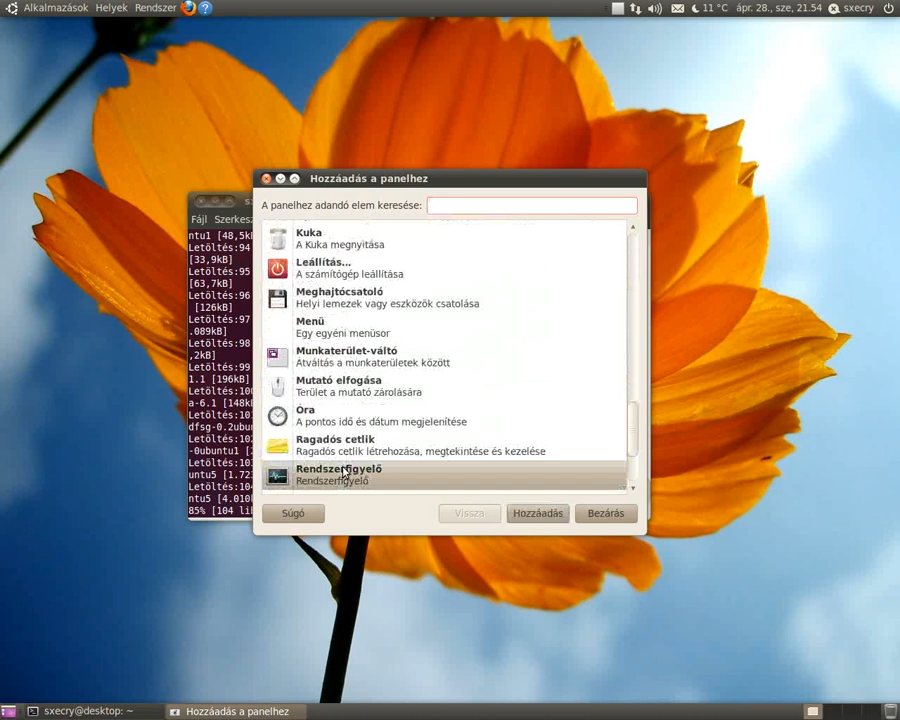 Alkalmazások Helyek Rendszer
11 °C ápr. 28., sze, 21.54 sxecry
Hozzáadás a panelhez
A panelhez adandó elem keresése:
Fájl
ntu1 [48,5k
Letöltés:94
[33,9kB]
Letöltés:95
[63,7kB]
Letöltés:96
[126kB]
Letöltés:97
.089kB]
Letöltés:98
,2kB]
Letöltés:99
1.1 [196kB]
Letöltés:10
a-6.1 [148k
Letöltés:10
dfsg-0.2ubu
Letöltés:10
-0ubuntu1 [
Letöltés:10
untu5 [1.72
Letöltés:10
ntu5 [4.010
85% [104 li
Kuka
A Kuka megnyitása
Leállítás...
A számítógép leállítása
Meghajtócsatoló
Helyi lemezek vagy eszközök csatolása
Menü
Egy egyéni menüsor
Munkaterület-váltó
Átváltás a munkaterületek között
Mutató elfogása
Terület a mutató zárolására
Óra
A pontos idő és dátum megjelenítése
Ragadós cetlik
Ragadós cetlik létrehozása, megtekintése és kezelése
Rendszerfigyelő
Rendszerfigyelő
Súgó Vissza Hozzáadás Bezárás
sxecry@desktop: ~ Hozzáadás a panelhez